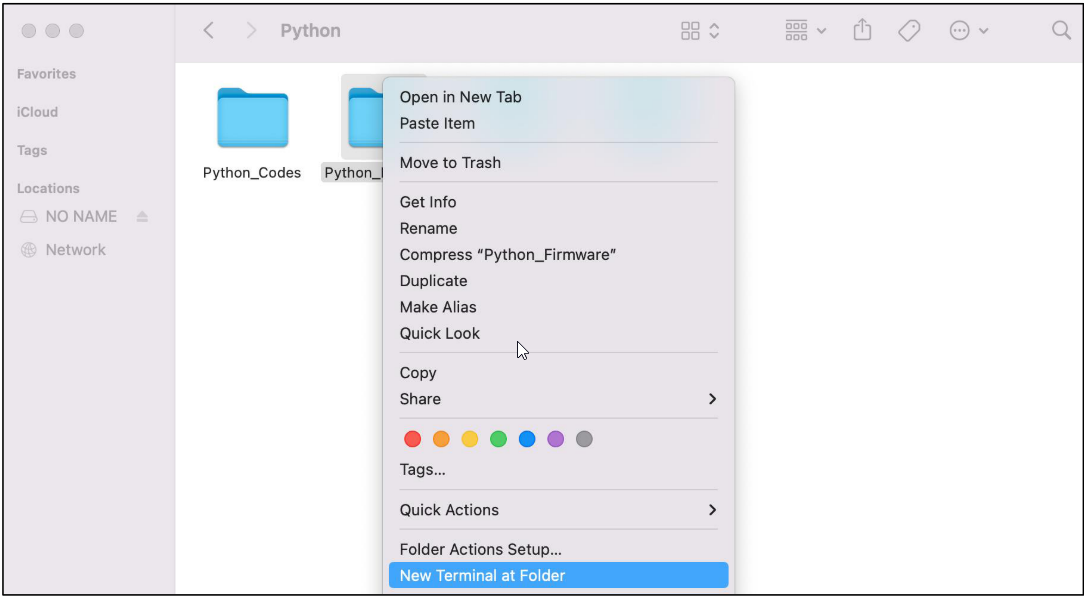 Python
Favorites
iCloud
Tags
Locations
NO NAME
Network
Python_Codes
Python_
Open in New Tab
Paste Item
Move to Trash
Get Info
Rename
Compress “Python_Firmware”
Duplicate
Make Alias
Quick Look
Copy
Share
Tags...
Quick Actions
Folder Actions Setup...
New Terminal at Folder